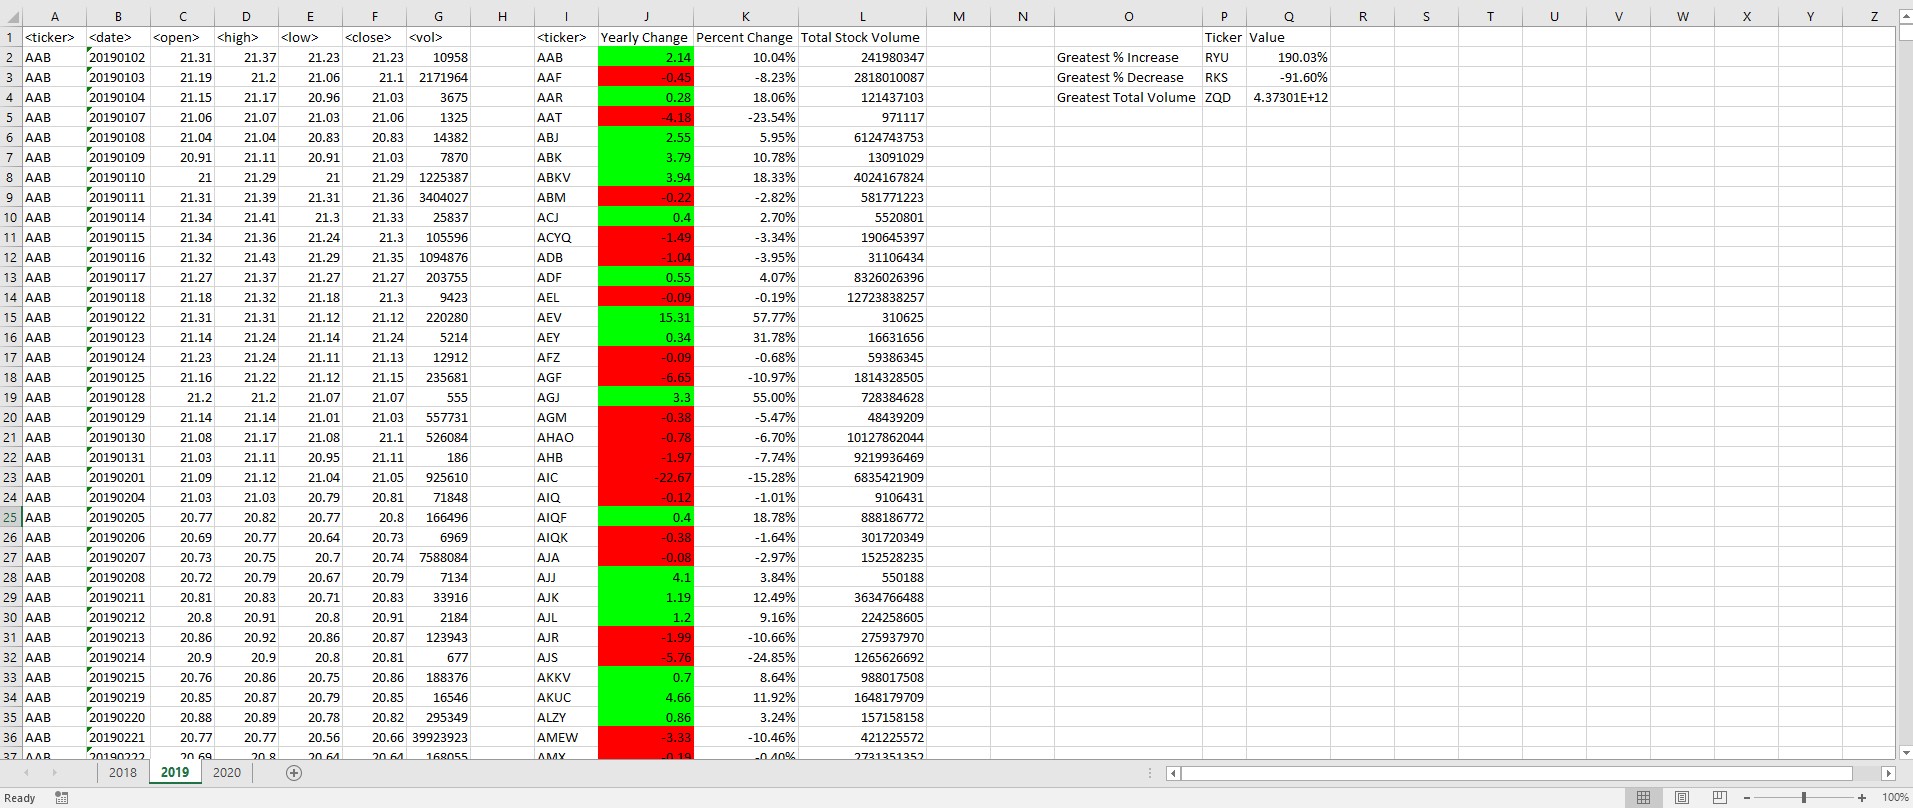 A B C D E F G H I J K L M N O P Q R S T U V W X Y Z
1 <ticker> <date> <open> <high> <low> <close> <vol> <ticker> Yearly Change Percent Change Total Stock Volume Ticker Value
2 AAB 20190102 21.31 21.37 21.23 21.23 10958 AAB 2.14 10.04% 241980347 Greatest % Increase RYU 190.03%
3 AAB 20190103 21.19 21.2 21.06 21.1 2171964 AAF -0.45 -8.23% 2818010087 Greatest % Decrease RKS -91.60%
4 AAB 20190104 21.15 21.17 20.96 21.03 3675 AAR 0.28 18.06% 121437103 Greatest Total Volume ZQD 4.37301E+12
5 AAB 20190107 21.06 21.07 21.03 21.06 1325 AAT -4.18 -23.54% 971117
6 AAB 20190108 21.04 21.04 20.83 20.83 14382 ABJ 2.55 5.95% 6124743753
7 AAB 20190109 20.91 21.11 20.91 21.03 7870 ABK 3.79 10.78% 13091029
8 AAB 20190110 21 21.29 21 21.29 1225387 ABKV 3.94 18.33% 4024167824
9 AAB 20190111 21.31 21.39 21.31 21.36 3404027 ABM -0.22 -2.82% 581771223
10 AAB 20190114 21.34 21.41 21.3 21.33 25837 ACJ 0.4 2.70% 5520801
11 AAB 20190115 21.34 21.36 21.24 21.3 105596 ACYQ -1.49 -3.34% 190645397
12 AAB 20190116 21.32 21.43 21.29 21.35 1094876 ADB -1.04 -3.95% 31106434
13 AAB 20190117 21.27 21.37 21.27 21.27 203755 ADF 0.55 4.07% 8326026396
14 AAB 20190118 21.18 21.32 21.18 21.3 9423 AEL -0.09 -0.19% 12723838257
15 AAB 20190122 21.31 21.31 21.12 21.12 220280 AEV 15.31 57.77% 310625
16 AAB 20190123 21.14 21.24 21.14 21.24 5214 AEY 0.34 31.78% 16631656
17 AAB 20190124 21.23 21.24 21.11 21.13 12912 AFZ -0.09 -0.68% 59386345
18 AAB 20190125 21.16 21.22 21.12 21.15 235681 AGF -6.65 -10.97% 1814328505
19 AAB 20190128 21.2 21.2 21.07 21.07 555 AGJ 3.3 55.00% 728384628
20 AAB 20190129 21.14 21.14 21.01 21.03 557731 AGM -0.38 -5.47% 48439209
21 AAB 20190130 21.08 21.17 21.08 21.1 526084 AHAO -0.78 -6.70% 10127862044
22 AAB 20190131 21.03 21.11 20.95 21.11 186 AHB -1.97 -7.74% 9219936469
23 AAB 20190201 21.09 21.12 21.04 21.05 925610 AIC -22.67 -15.28% 6835421909
24 AAB 20190204 21.03 21.03 20.79 20.81 71848 AIQ -0.12 -1.01% 9106431
25 AAB 20190205 20.77 20.82 20.77 20.8 166496 AIQF 0.4 18.78% 888186772
26 AAB 20190206 20.69 20.77 20.64 20.73 6969 AIQK -0.38 -1.64% 301720349
27 AAB 20190207 20.73 20.75 20.7 20.74 7588084 AJA -0.08 -2.97% 152528235
28 AAB 20190208 20.72 20.79 20.67 20.79 7134 AJJ 4.1 3.84% 550188
29 AAB 20190211 20.81 20.83 20.71 20.83 33916 AJK 1.19 12.49% 3634766488
30 AAB 20190212 20.8 20.91 20.8 20.91 2184 AJL 1.2 9.16% 224258605
31 AAB 20190213 20.86 20.92 20.86 20.87 123943 AJR -1.99 -10.66% 275937970
32 AAB 20190214 20.9 20.9 20.8 20.81 677 AJS -5.76 -24.85% 1265626692
33 AAB 20190215 20.76 20.86 20.75 20.86 188376 AKKV 0.7 8.64% 988017508
34 AAB 20190219 20.85 20.87 20.79 20.85 16546 AKUC 4.66 11.92% 1648179709
35 AAB 20190220 20.88 20.89 20.78 20.82 295349 ALZY 0.86 3.24% 157158158
36 AAB 20190221 20.77 20.77 20.56 20.66 39923923 AMEW -3.33 -10.46% 421225572
37 AAB 20190222 20.69 20.8 20.64 20.64 168055 AMX -0.19 -0.40% 2731351352
2018 2019 2020
Ready 100%